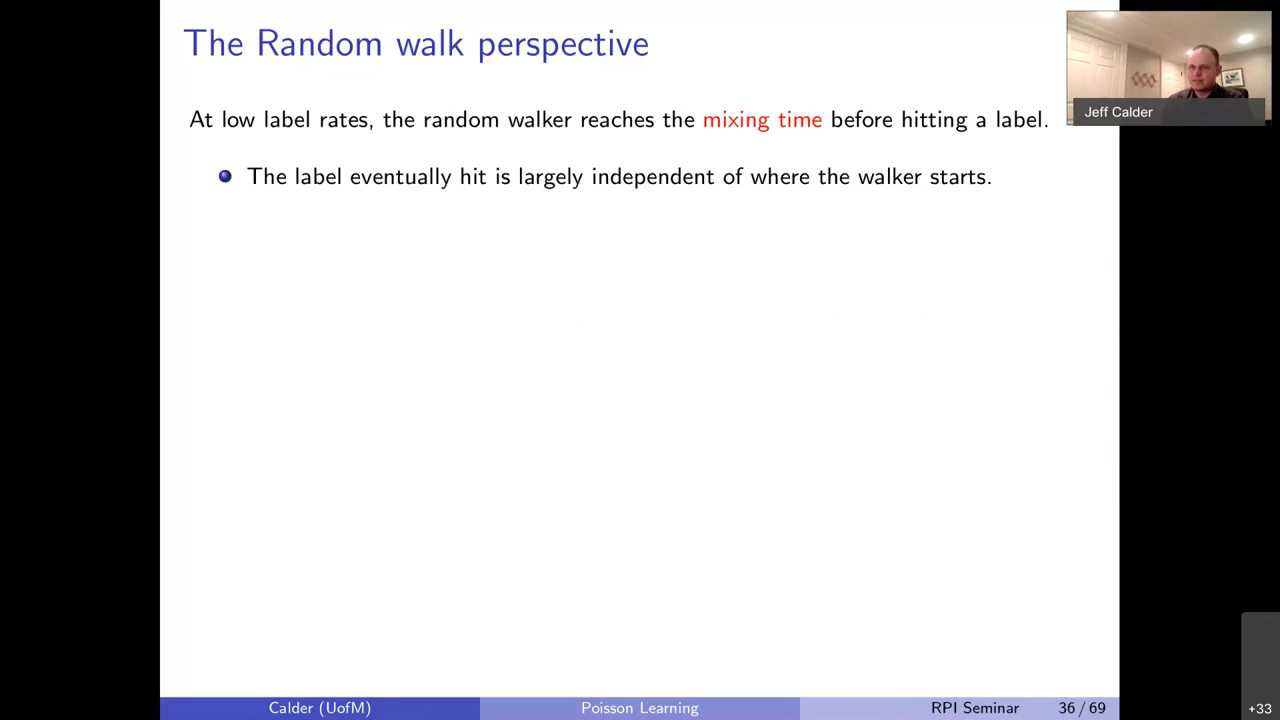 The Random walk perspective
Jeff Calder
At low label rates, the random walker reaches the mixing time before hitting a label.
The label eventually hit is largely independent of where the walker starts.
Calder (UofM) Poisson Learning RPI Seminar 36 / 69
+33